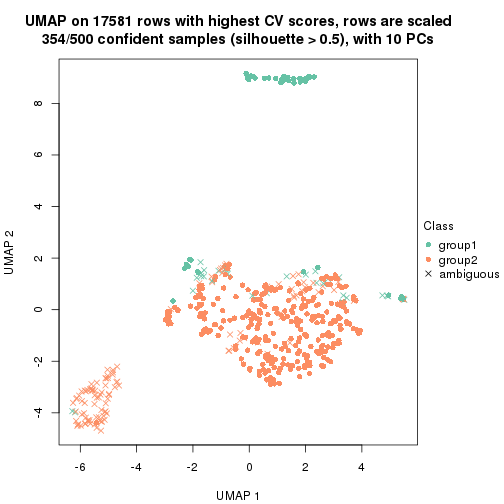 UMAP on 17581 rows with highest CV scores, rows are scaled
354/500 confident samples (silhouette > 0.5), with 10 PCs
8
6
4
2
0
-2
-4
UMAP 2
-6
-4
-2
0
2
4
UMAP 1
Class
group1
group2
ambiguous